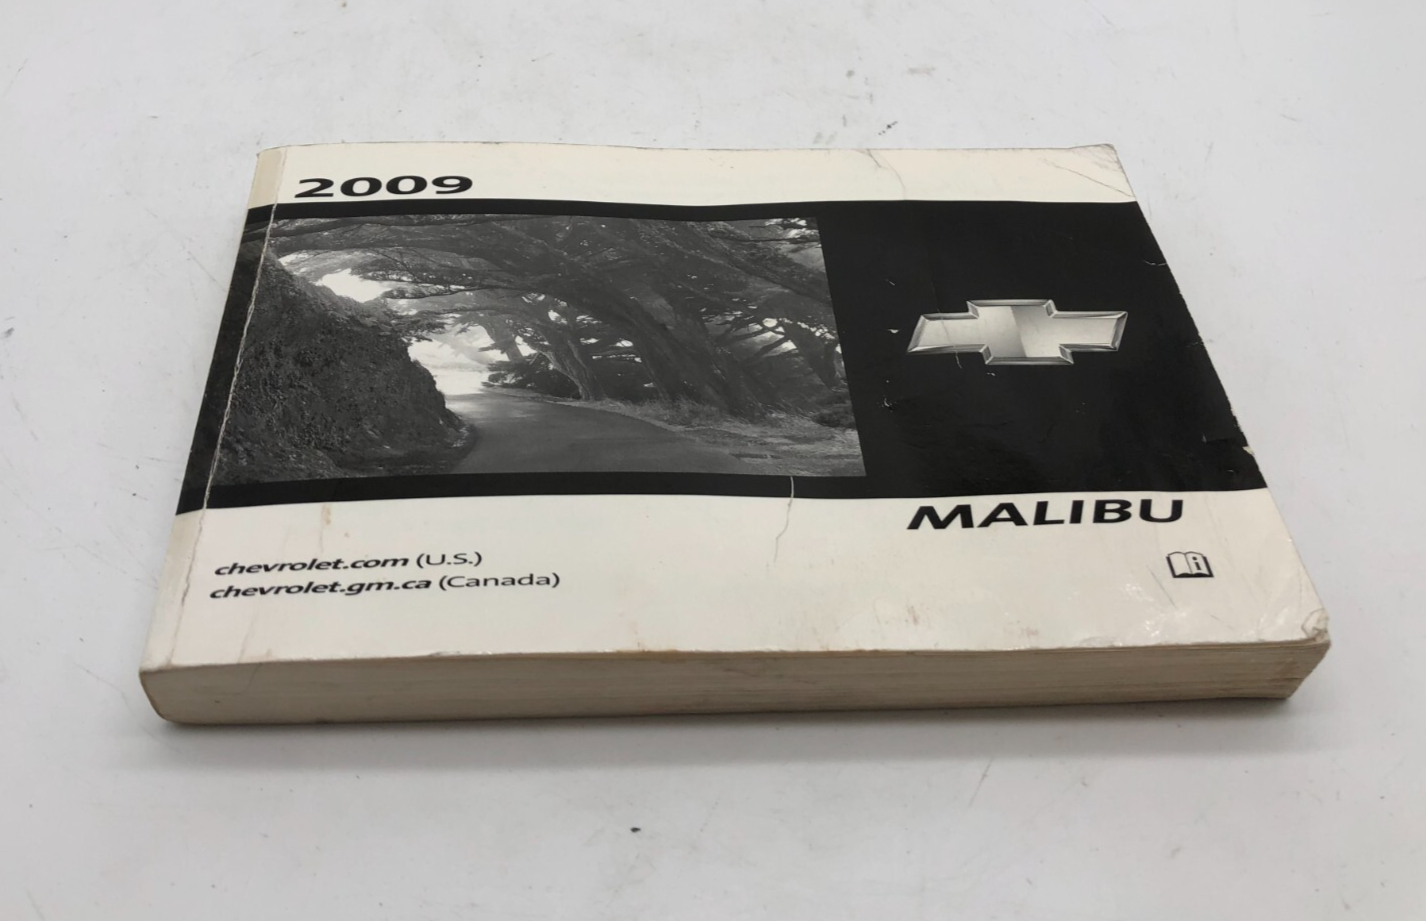 2009
MALIBU
chevrolet.com (U.S.)
chevrolet.gm.ca (Canada)